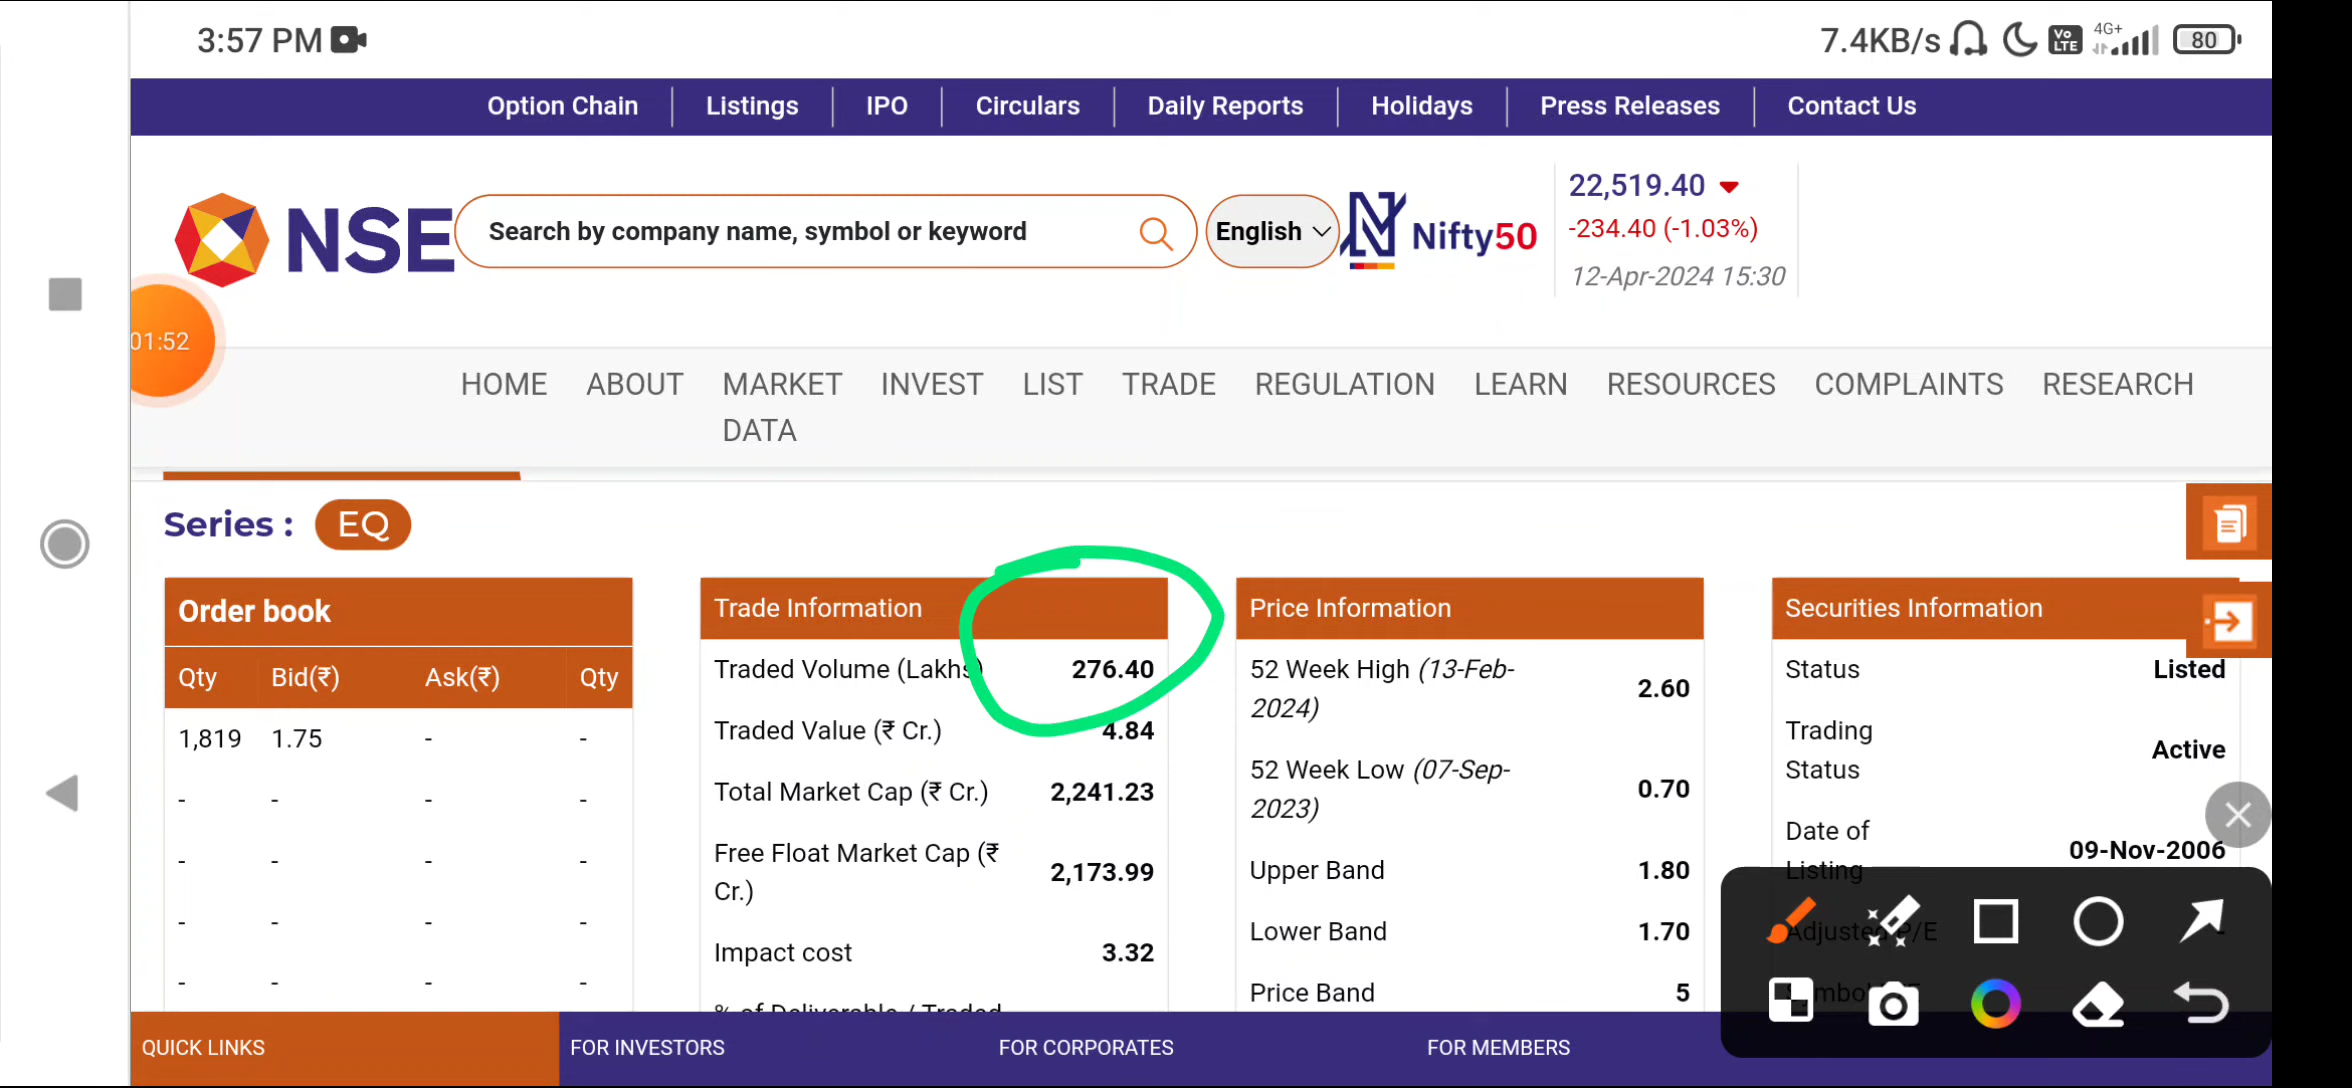 3:57 PM
7.4KB/s Vo LTE 4G+ 80
Option Chain Listings IPO Circulars Daily Reports Holidays Press Releases Contact Us
NSE
Search by company name, symbol or keyword
English
Nifty50
22,519.40
-234.40 (-1.03%)
12-Apr-2024 15:30
01:52
HOME ABOUT MARKET DATA INVEST LIST TRADE REGULATION LEARN RESOURCES COMPLAINTS RESEARCH
Series : EQ
Order book
Qty Bid(₹) Ask(₹) Qty
1,819 1.75 - -
- - - -
- - - -
- - - -
- - - -
Trade Information
Traded Volume (Lakhs) 276.40
Traded Value (₹ Cr.) 4.84
Total Market Cap (₹ Cr.) 2,241.23
Free Float Market Cap (₹
Cr.) 2,173.99
Impact cost 3.32
% of Deliverable / Traded
Price Information
52 Week High (13-Feb-
2024) 2.60
52 Week Low (07-Sep-
2023) 0.70
Upper Band 1.80
Lower Band 1.70
Price Band 5
Securities Information
Status Listed
Trading
Status Active
Date of
Listing 09-Nov-2006
Adjusted P/E -
QUICK LINKS FOR INVESTORS FOR CORPORATES FOR MEMBERS